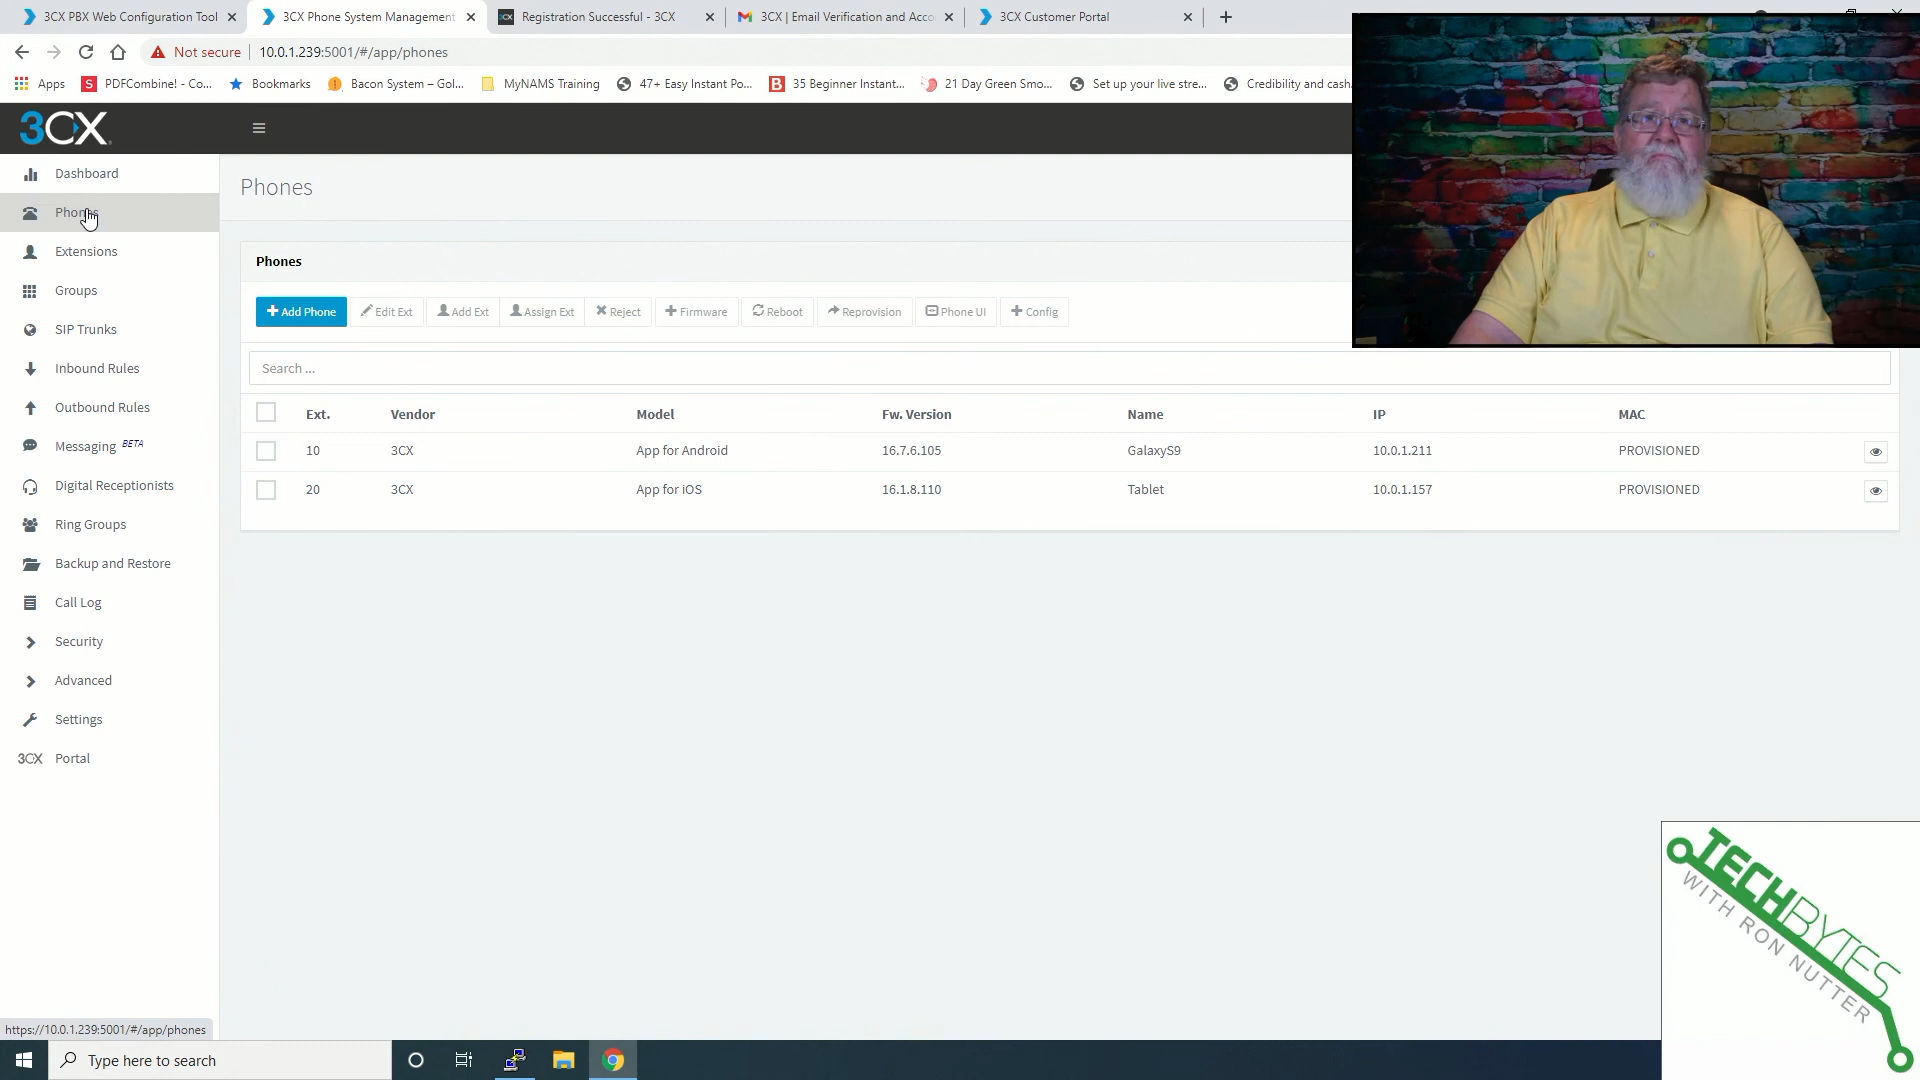 3CX PBX Web Configuration Tool
3CX Phone System Management
Registration Successful - 3CX
3CX | Email Verification and Acco
3CX Customer Portal
Not secure
10.0.1.239:5001/#/app/phones
Apps
PDFCombine! - Co...
Bookmarks
Bacon System – Gol...
MyNAMS Training
47+ Easy Instant Po...
35 Beginner Instant...
21 Day Green Smo...
Set up your live stre...
Credibility and cash
3CX
Dashboard
Phones
Extensions
Groups
SIP Trunks
Inbound Rules
Outbound Rules
Messaging BETA
Digital Receptionists
Ring Groups
Backup and Restore
Call Log
Security
Advanced
Settings
3CX Portal
Phones
Phones
Add Phone
Edit Ext
Add Ext
Assign Ext
Reject
Firmware
Reboot
Reprovision
Phone UI
Config
Search ...
Ext. Vendor Model Fw. Version Name IP MAC
10 3CX App for Android 16.7.6.105 GalaxyS9 10.0.1.211 PROVISIONED
20 3CX App for iOS 16.1.8.110 Tablet 10.0.1.157 PROVISIONED
TECHBYTES
WITH RON NUTTER
https://10.0.1.239:5001/#/app/phones
Type here to search